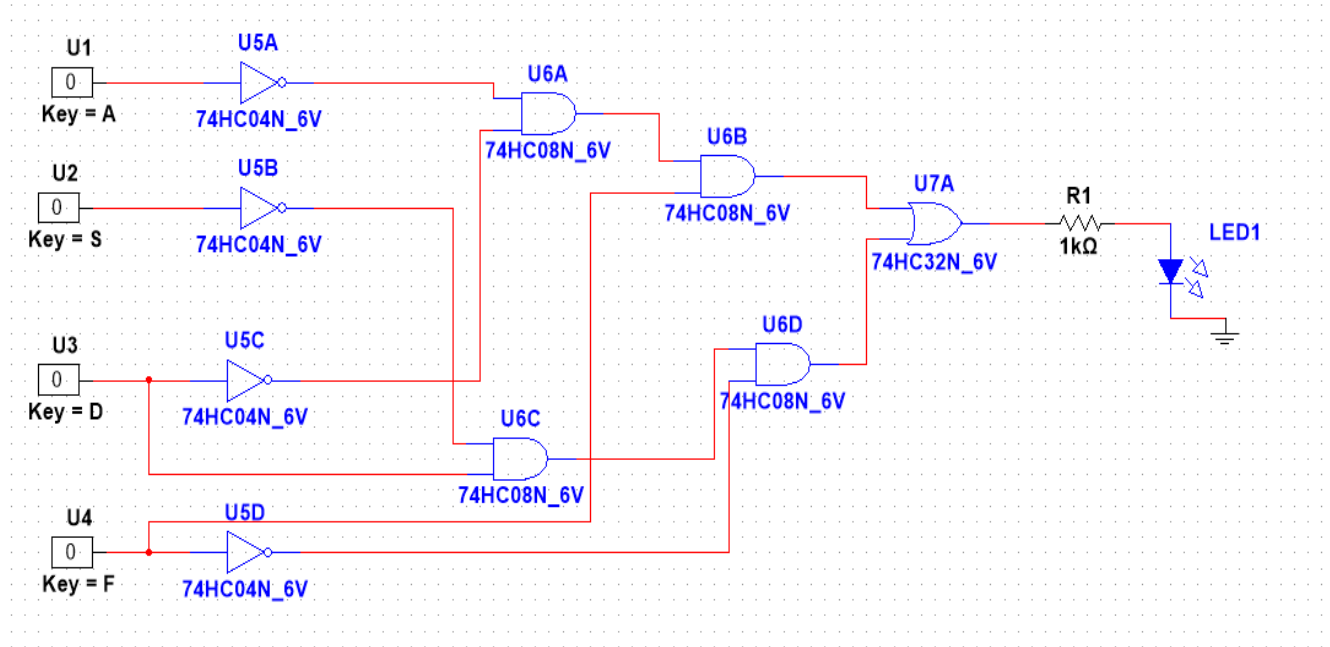 U1
0
Key = A
U5A
74HC04N_6V
U6A
74HC08N_6V
U2
0
Key = S
U5B
74HC04N_6V
U6B
74HC08N_6V
U7A
74HC32N_6V
R1
1kΩ
LED1
U3
0
Key = D
U5C
74HC04N_6V
U6C
74HC08N_6V
U6D
74HC08N_6V
U4
0
Key = F
U5D
74HC04N_6V